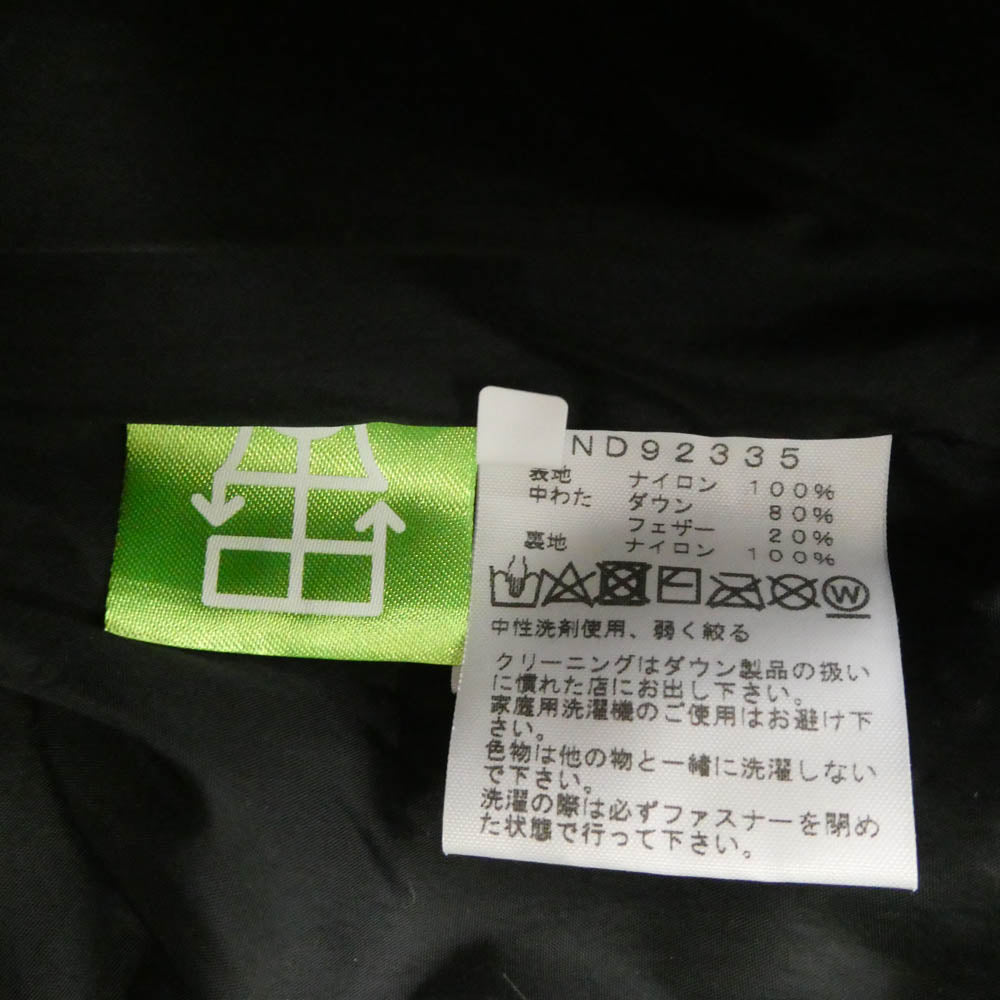 ND92335
表地 ナイロン 100%
中わた ダウン 80%
フェザー 20%
裏地 ナイロン 100%
W
中性洗剤使用、弱く絞る
クリーニングはダウン製品の扱い
に慣れた店にお出し下さい。
家庭用洗濯機のご使用はお避け下
さい。
色物は他の物と一緒に洗濯しない
で下さい。
洗濯の際は必ずファスナーを閉め
た状態で行って下さい。